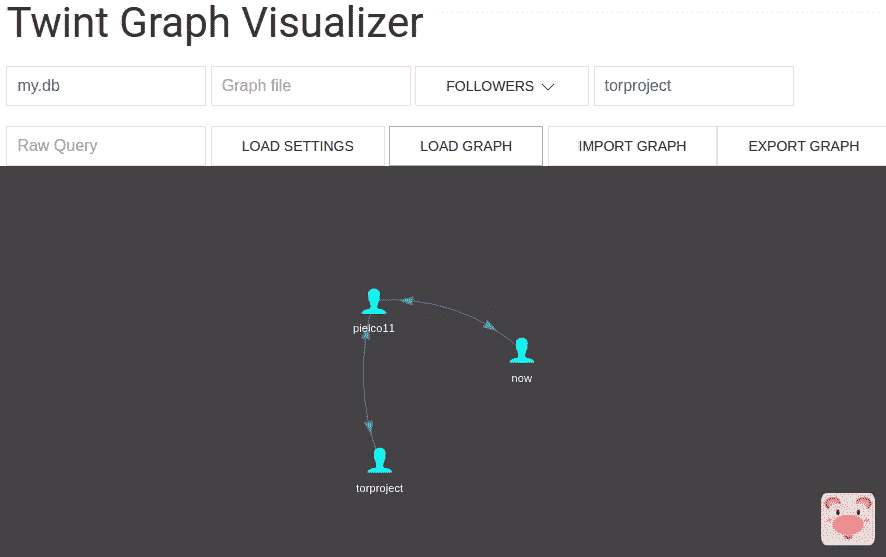 Twint Graph Visualizer
my.db Graph file FOLLOWERS torproject
Raw Query LOAD SETTINGS LOAD GRAPH IMPORT GRAPH EXPORT GRAPH
pielco11
now
torproject